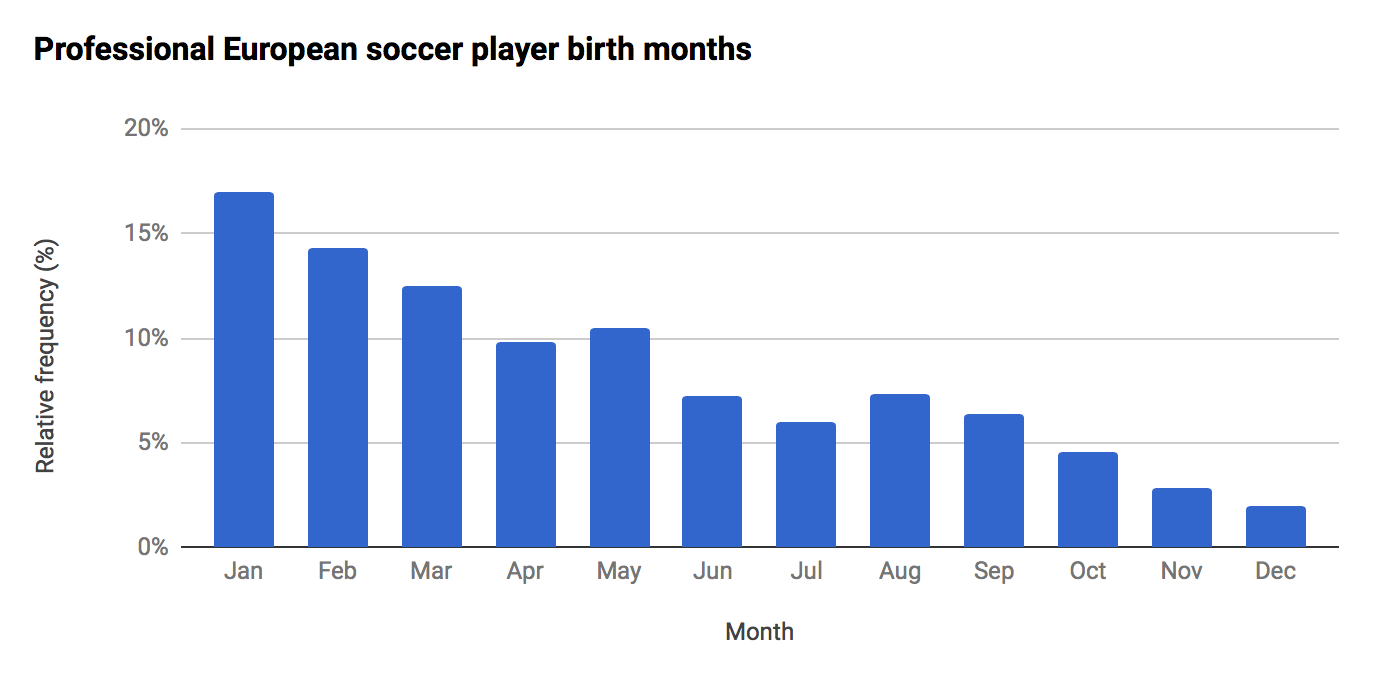 Professional European soccer player birth months
20%
15%
10%
5%
0%
Relative frequency (%)
Jan Feb Mar Apr May Jun Jul Aug Sep Oct Nov Dec
Month